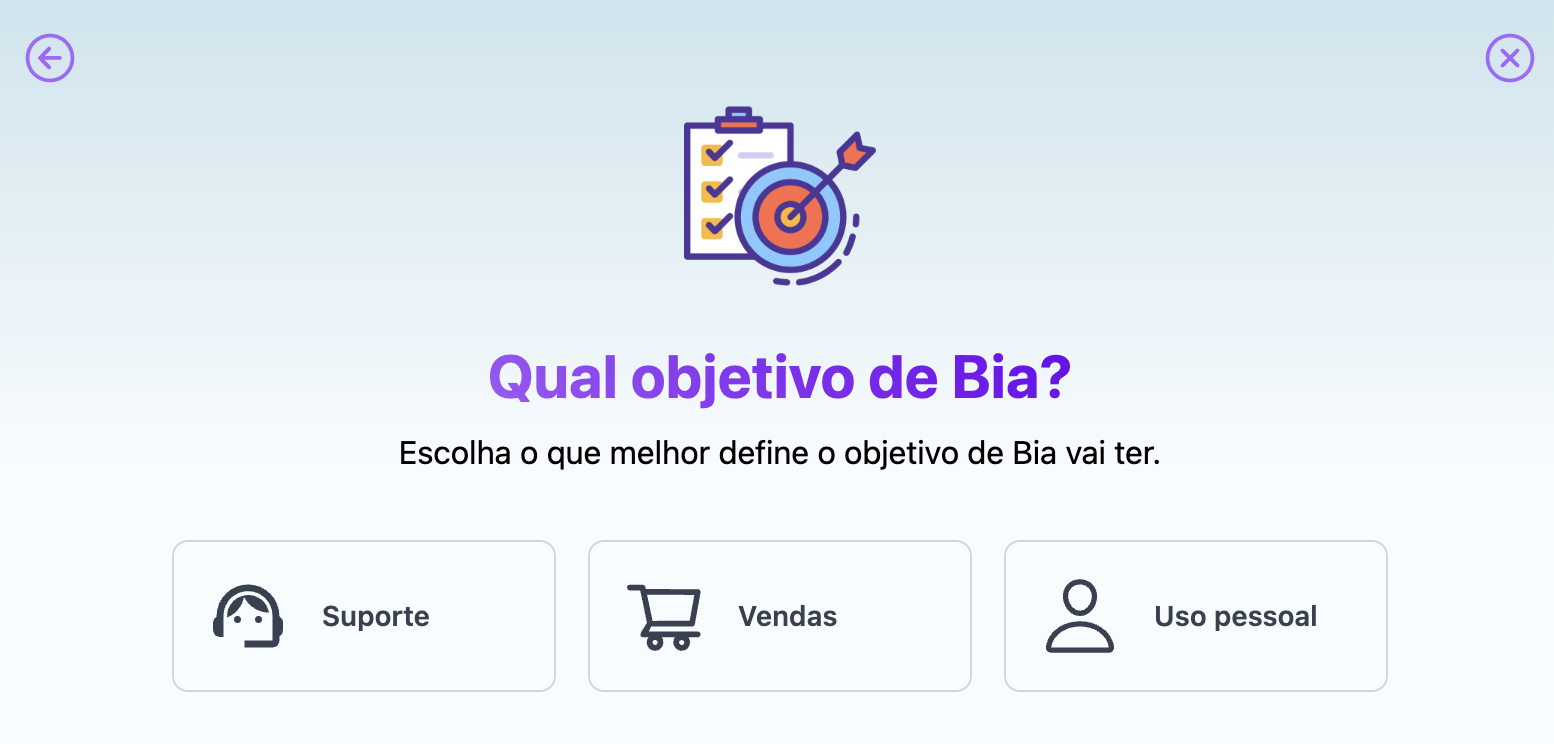 Qual objetivo de Bia?
Escolha o que melhor define o objetivo de Bia vai ter.
Suporte
Vendas
Uso pessoal